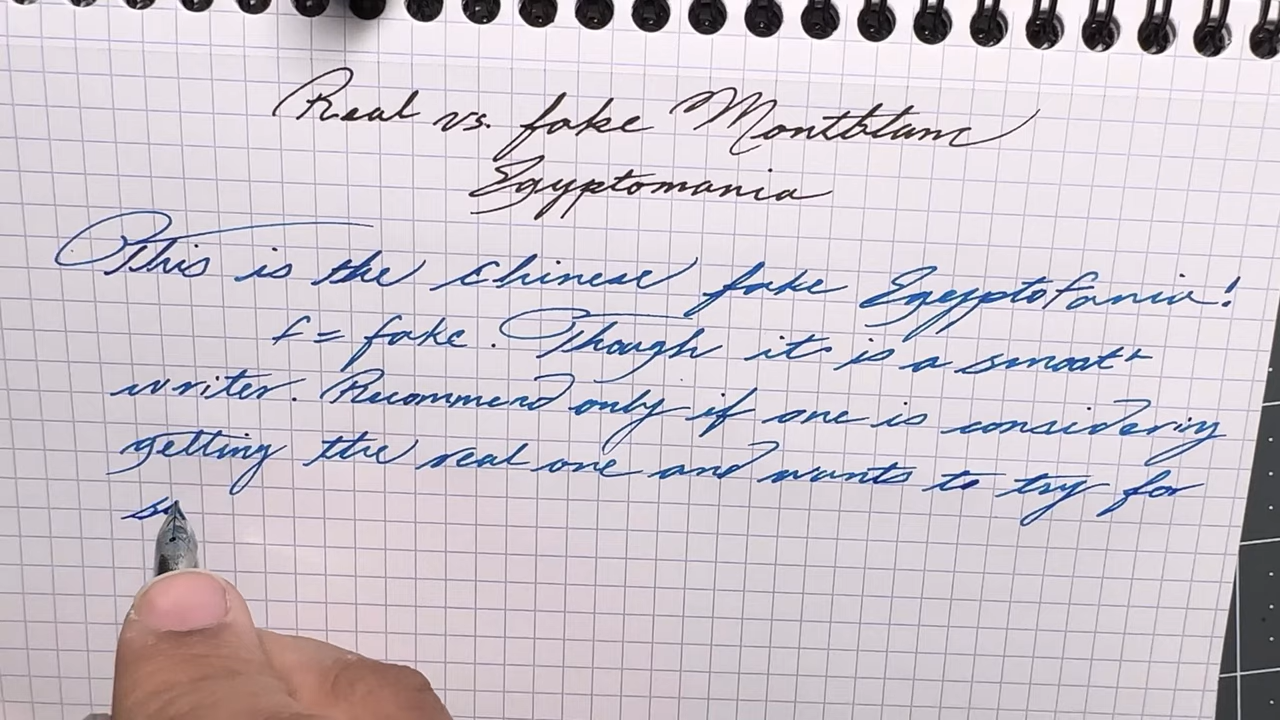 Real vs. fake Montblanc
Egyptomania
This is the Chinese fake Egyptofania!
f = fake. Though it is a smooth
writer. Recommend only if one is considering
getting the real one and wants to try for